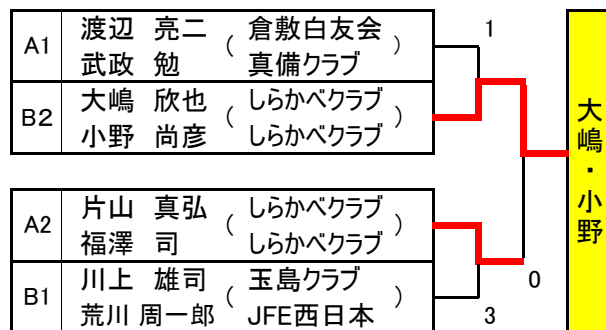 A1 渡辺 亮二 ( 倉敷白友会 ) 1
武政 勉 真備クラブ
B2 大嶋 欣也 ( しらかべクラブ )
小野 尚彦 しらかべクラブ
大嶋・小野
A2 片山 真弘 ( しらかべクラブ )
福澤 司 しらかべクラブ
0
B1 川上 雄司 ( 玉島クラブ )
荒川 周一郎 JFE西日本 3